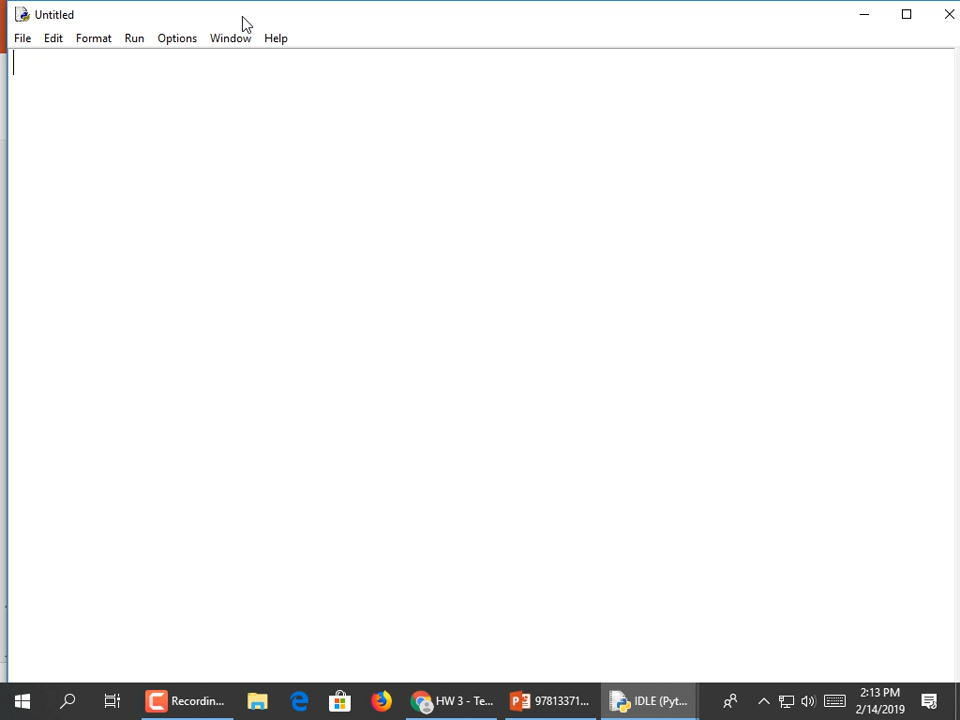 Untitled
File Edit Format Run Options Window Help
Recordin... HW 3 - Te... 97813371... IDLE (Pyt... 2:13 PM
2/14/2019